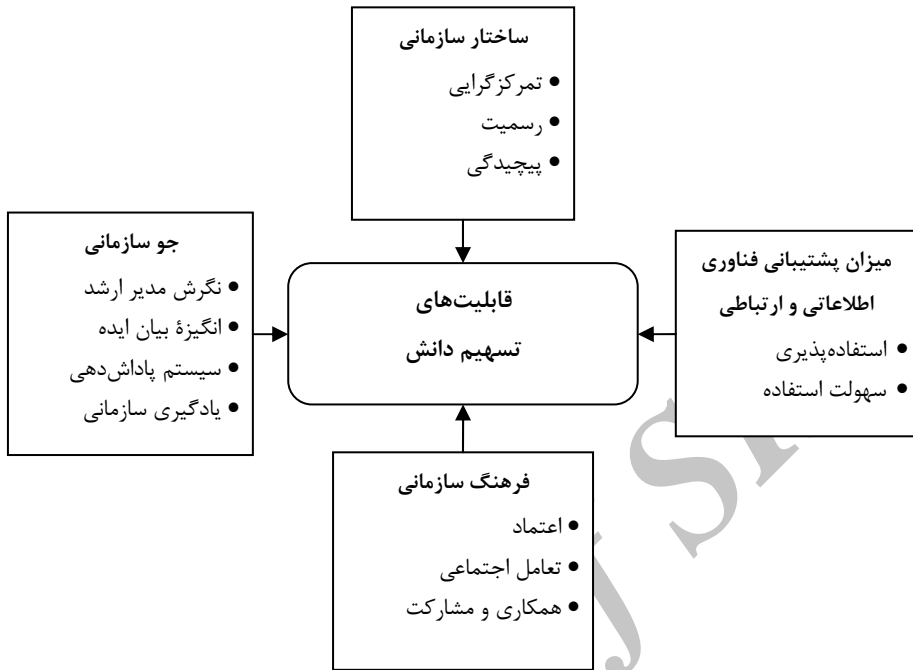 ساختار سازمانی
• تمرکزگرایی
• رسمیت
• پیچیدگی
میزان پشتیبانی فناوری
اطلاعاتی و ارتباطی
• استفاده‌پذیری
• سهولت استفاده
قابلیت‌های
تسهیم دانش
جو سازمانی
• نگرش مدیر ارشد
• انگیزهٔ بیان ایده
• سیستم پاداش‌دهی
• یادگیری سازمانی
فرهنگ سازمانی
• اعتماد
• تعامل اجتماعی
• همکاری و مشارکت